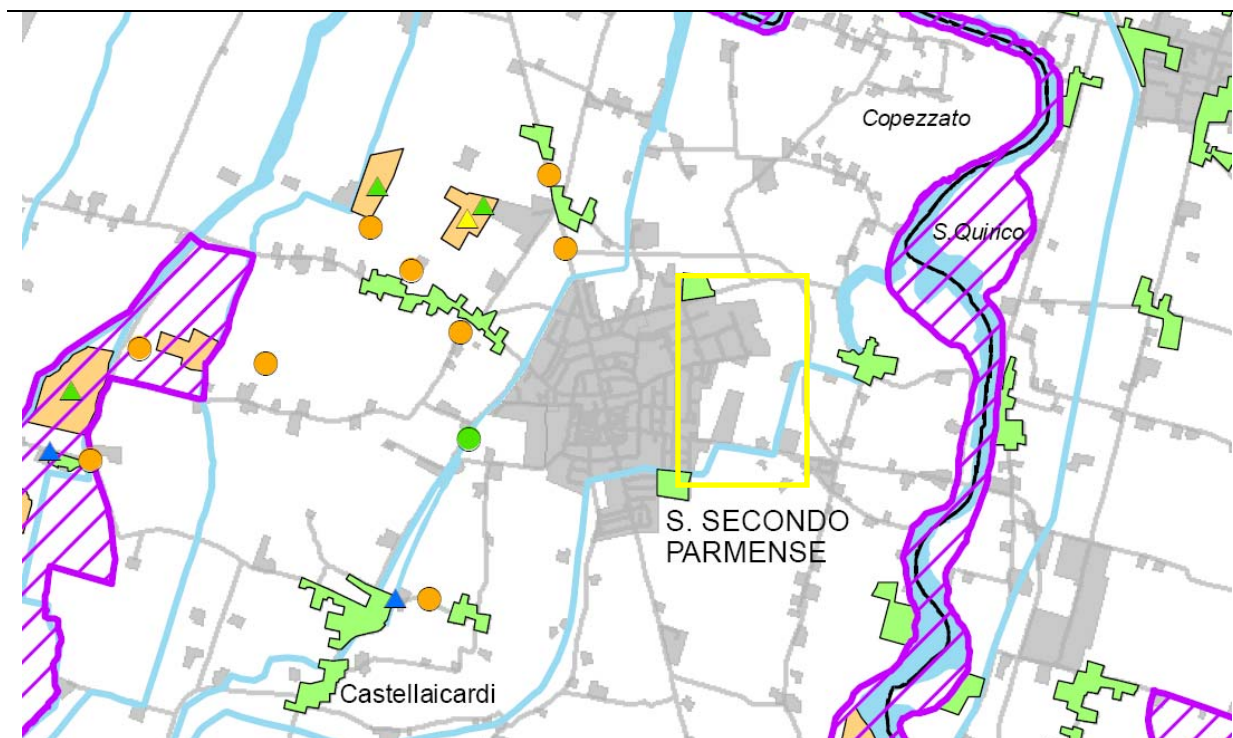 Copezzato
S.Quirico
S. SECONDO
PARMENSE
Castellaicardi